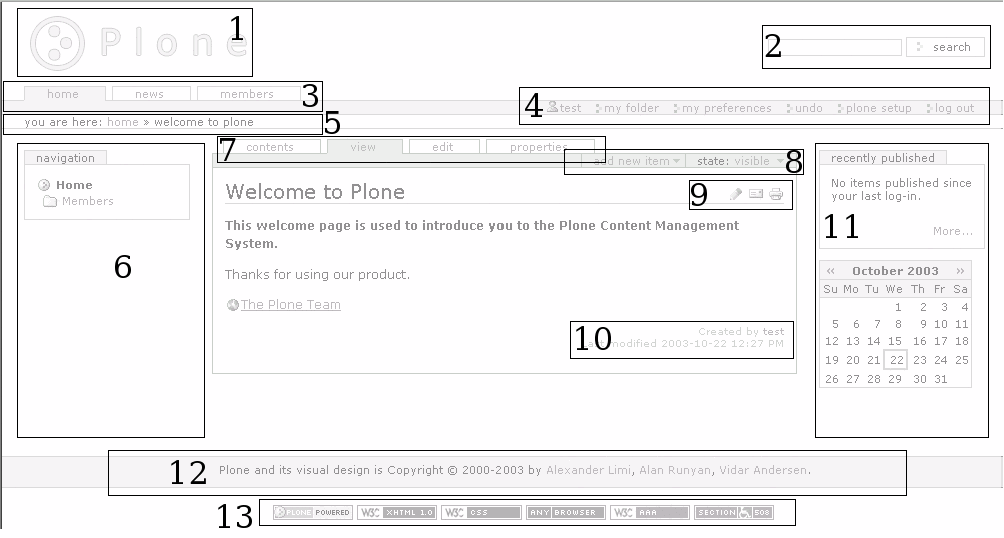 Plone 1
2 search
home news members 3
4 test my folder my preferences undo plone setup log out
you are here: home » welcome to plone 5
7 contents view edit properties
add new item state: visible 8
navigation
Home
Members
6
Welcome to Plone 9
This welcome page is used to introduce you to the Plone Content Management
System.
Thanks for using our product.
The Plone Team
10 Created by test
Last modified 2003-10-22 12:27 PM
recently published
No items published since
your last log-in.
11 More...
« October 2003 »
Su Mo Tu We Th Fr Sa
1 2 3 4
5 6 7 8 9 10 11
12 13 14 15 16 17 18
19 20 21 22 23 24 25
26 27 28 29 30 31
12 Plone and its visual design is Copyright © 2000-2003 by Alexander Limi, Alan Runyan, Vidar Andersen.
13 PLONE POWERED W3C XHTML 1.0 W3C CSS ANY BROWSER W3C AAA SECTION 508